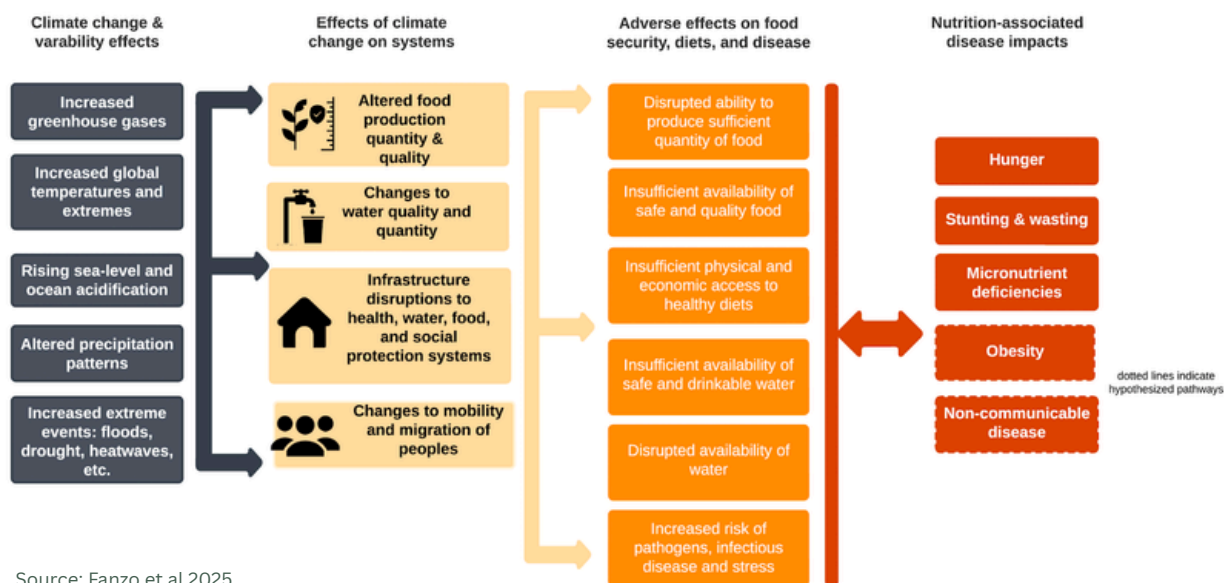 Climate change &
varability effects
Increased
greenhouse gases
Increased global
temperatures and
extremes
Rising sea-level and
ocean acidification
Altered precipitation
patterns
Increased extreme
events: floods,
drought, heatwaves,
etc.
Effects of climate
change on systems
Altered food
production
quantity &
quality
Changes to
water quality and
quantity
Infrastructure
disruptions to
health, water, food,
and social
protection systems
Changes to mobility
and migration of
peoples
Adverse effects on food
security, diets, and disease
Disrupted ability to
produce sufficient
quantity of food
Insufficient availability of
safe and quality food
Insufficient physical and
economic access to
healthy diets
Insufficient availability of
safe and drinkable water
Disrupted availability of
water
Increased risk of
pathogens, infectious
disease and stress
Nutrition-associated
disease impacts
Hunger
Stunting & wasting
Micronutrient
deficiencies
Obesity
Non-communicable
disease
dotted lines indicate
hypothesized pathways
Source: Fanzo et al 2025